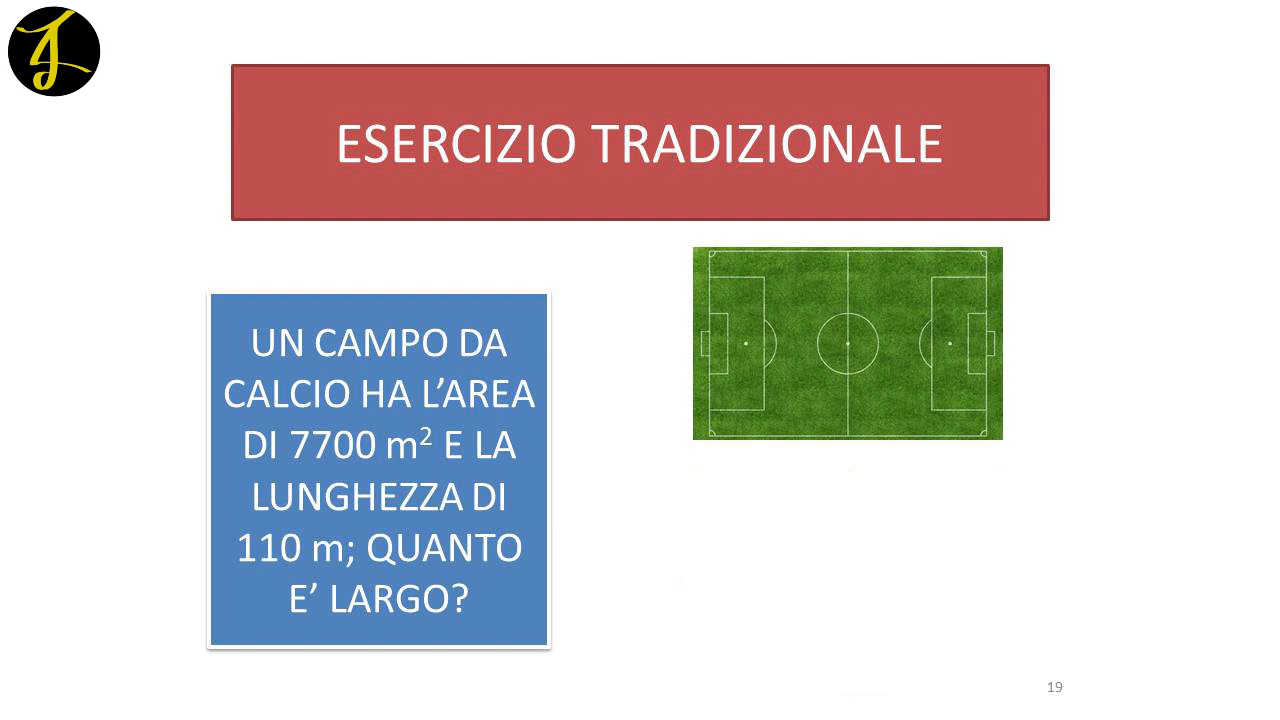 ESERCIZIO TRADIZIONALE
UN CAMPO DA
CALCIO HA L’AREA
DI 7700 m² E LA
LUNGHEZZA DI
110 m; QUANTO
E’ LARGO?
19